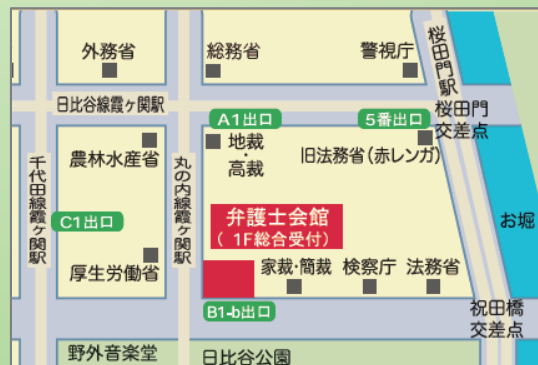 外務省
総務省
警視庁
桜田門駅
日比谷線霞ヶ関駅
A1出口
5番出口
桜田門
交差点
農林水産省
地裁
・
高裁
旧法務省(赤レンガ)
千代田線霞ヶ関駅
丸の内線霞ヶ関駅
C1出口
弁護士会館
( 1F総合受付)
お堀
厚生労働省
家裁・簡裁
検察庁
法務省
B1-b出口
祝田橋
交差点
野外音楽堂
日比谷公園